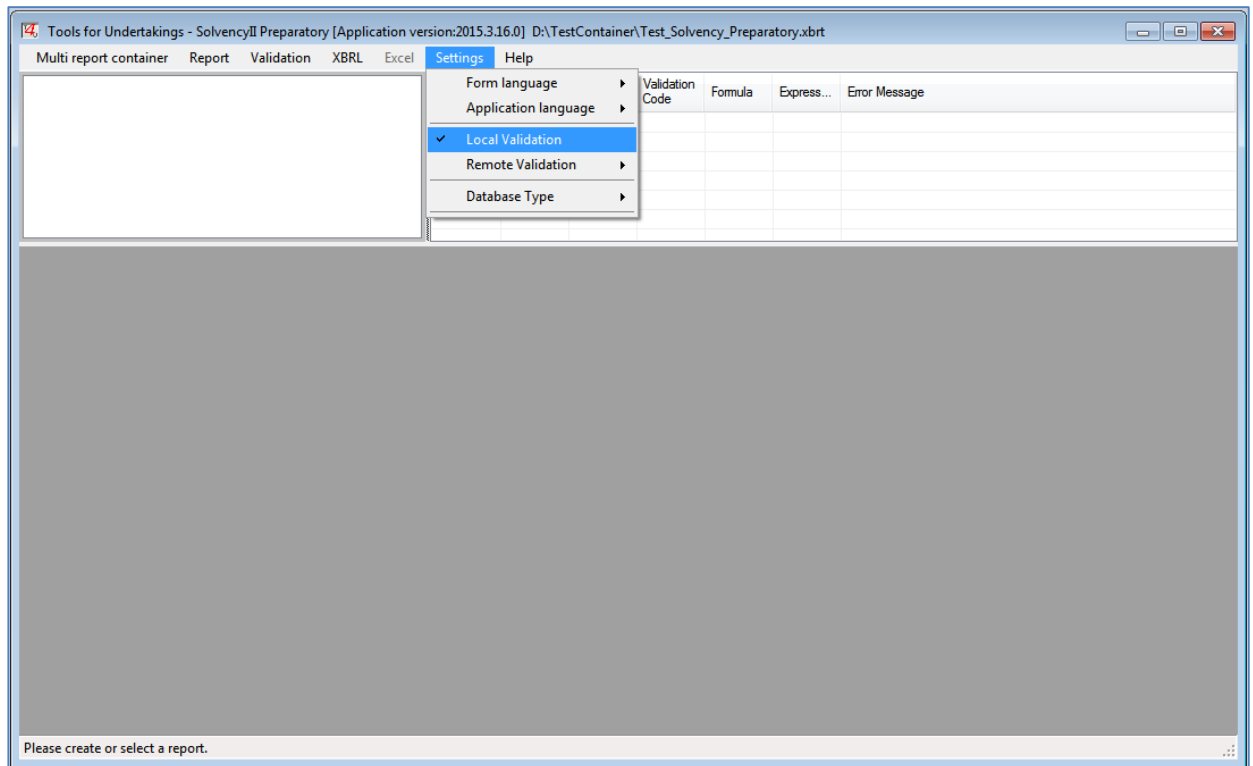 Tools for Undertakings - SolvencyII Preparatory [Application version:2015.3.16.0] D:\TestContainer\Test_Solvency_Preparatory.xbrt
Multi report container Report Validation XBRL Excel Settings Help
Form language
Application language
Local Validation
Remote Validation
Database Type
Validation
Code
Formula
Express...
Error Message
Please create or select a report.